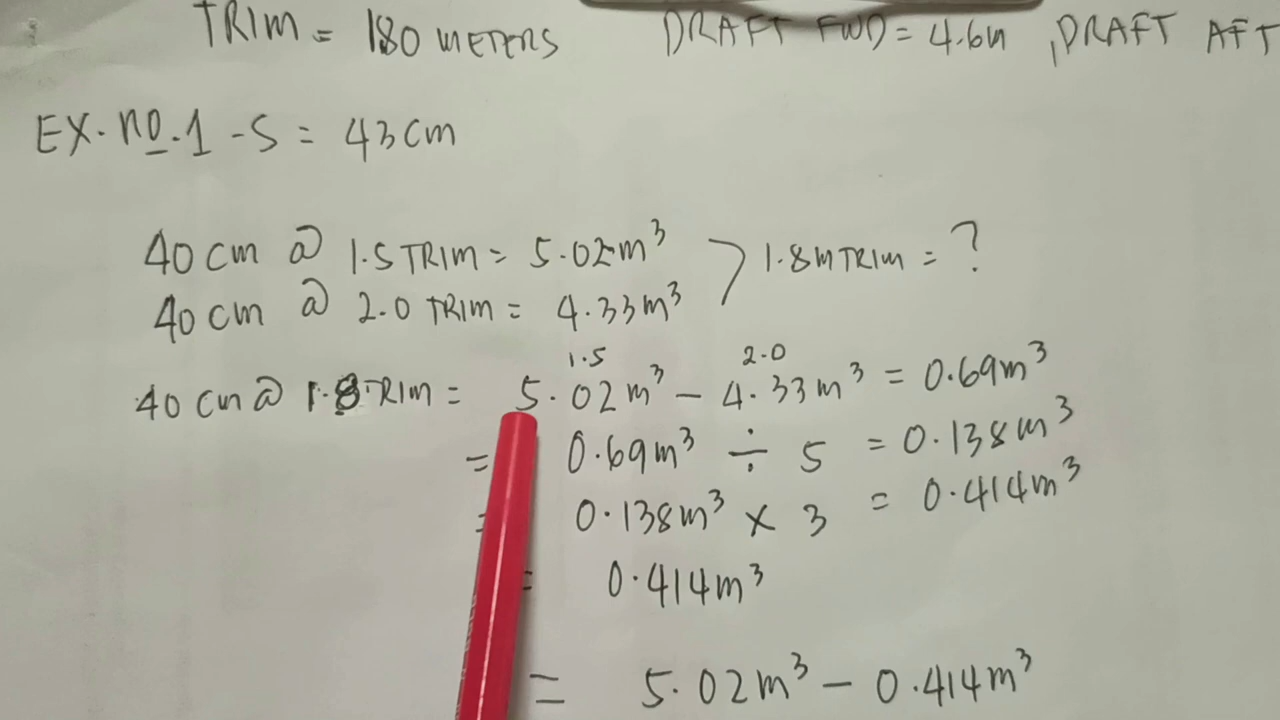 TRIM = 180 METERS DRAFT FWD = 4.6m , DRAFT AFT
EX. no. 1 - S = 43 cm
40 cm @ 1.5 TRIM = 5.02 m³
40 cm @ 2.0 TRIM = 4.33 m³ > 1.8 m TRIM = ?
1.5 2.0
40 cm @ 1.8 TRIM = 5.02 m³ - 4.33 m³ = 0.69 m³
= 0.69 m³ ÷ 5 = 0.138 m³
= 0.138 m³ x 3 = 0.414 m³
= 0.414 m³
= 5.02 m³ - 0.414 m³